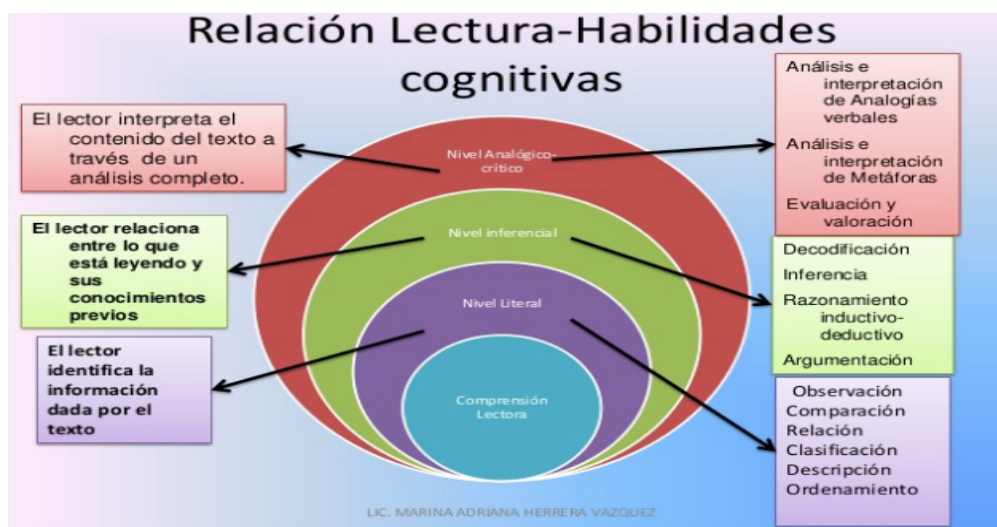 Relación Lectura-Habilidades
cognitivas
El lector interpreta el
contenido del texto a
través de un
análisis completo.
El lector relaciona
entre lo que
está leyendo y
sus
conocimientos
previos
El lector
identifica la
información
dada por el
texto
Nivel Analógico-
crítico
Nivel inferencial
Nivel Literal
Comprensión
Lectora
Análisis e
interpretación
de Analogías
verbales
Análisis e
interpretación
de Metáforas
Evaluación y
valoración
Decodificación
Inferencia
Razonamiento
inductivo-
deductivo
Argumentación
Observación
Comparación
Relación
Clasificación
Descripción
Ordenamiento
LIC. MARINA ADRIANA HERRERA VAZQUEZ